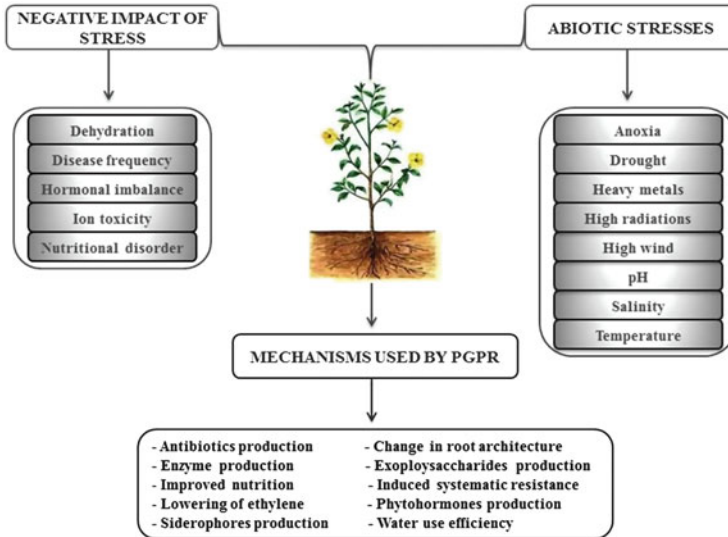 NEGATIVE IMPACT OF
STRESS
ABIOTIC STRESSES
Dehydration
Disease frequency
Hormonal imbalance
Ion toxicity
Nutritional disorder
Anoxia
Drought
Heavy metals
High radiations
High wind
pH
Salinity
Temperature
MECHANISMS USED BY PGPR
- Antibiotics production
- Enzyme production
- Improved nutrition
- Lowering of ethylene
- Siderophores production
- Change in root architecture
- Exoploysaccharides production
- Induced systematic resistance
- Phytohormones production
- Water use efficiency